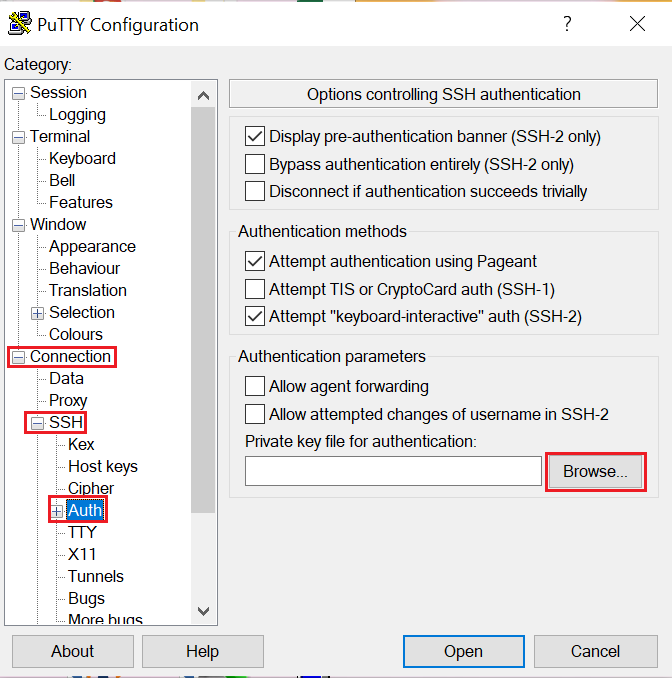 PuTTY Configuration
?
Category:
Session
Logging
Terminal
Keyboard
Bell
Features
Window
Appearance
Behaviour
Translation
Selection
Colours
Connection
Data
Proxy
SSH
Kex
Host keys
Cipher
Auth
TTY
X11
Tunnels
Bugs
More bugs
Options controlling SSH authentication
Display pre-authentication banner (SSH-2 only)
Bypass authentication entirely (SSH-2 only)
Disconnect if authentication succeeds trivially
Authentication methods
Attempt authentication using Pageant
Attempt TIS or CryptoCard auth (SSH-1)
Attempt "keyboard-interactive" auth (SSH-2)
Authentication parameters
Allow agent forwarding
Allow attempted changes of username in SSH-2
Private key file for authentication:
Browse...
About
Help
Open
Cancel